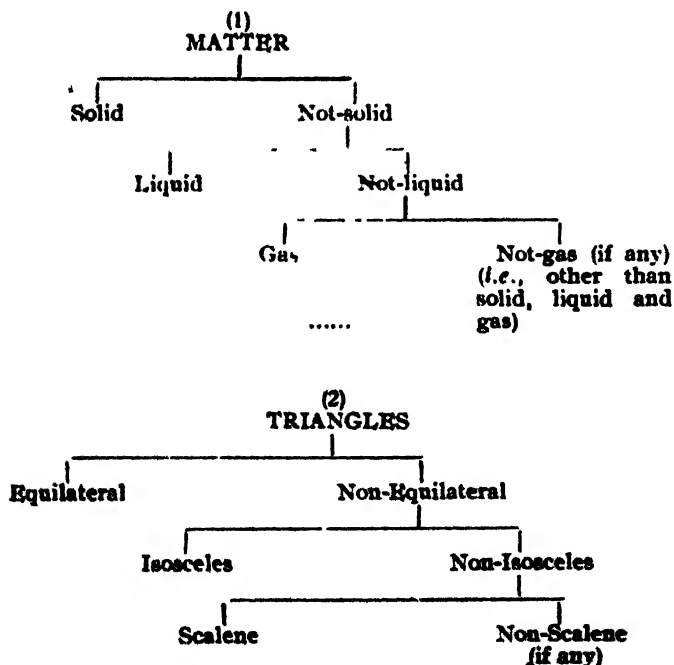 (1)
MATTER
Solid Not-solid
Liquid Not-liquid
Gas Not-gas (if any)
(i.e., other than
solid, liquid and
gas)
......
(2)
TRIANGLES
Equilateral Non-Equilateral
Isosceles Non-Isosceles
Scalene Non-Scalene
(if any)